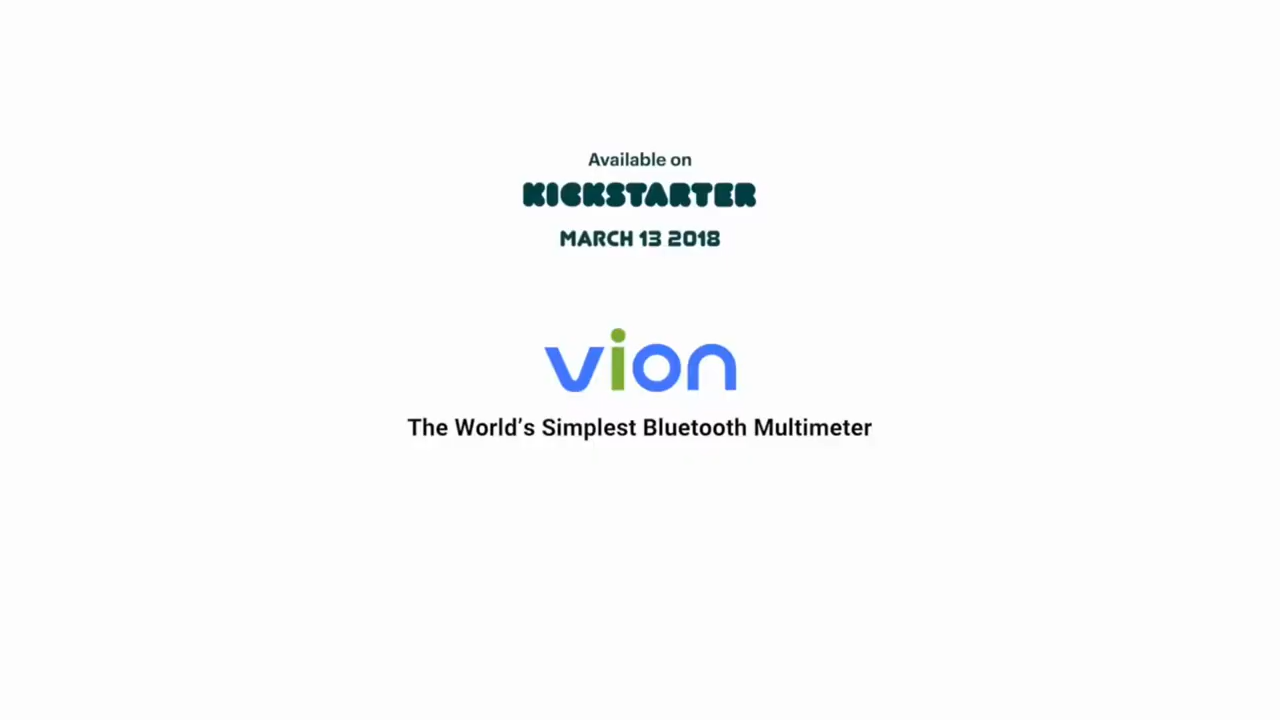 Available on
KICKSTARTER
MARCH 13 2018
vion
The World's Simplest Bluetooth Multimeter